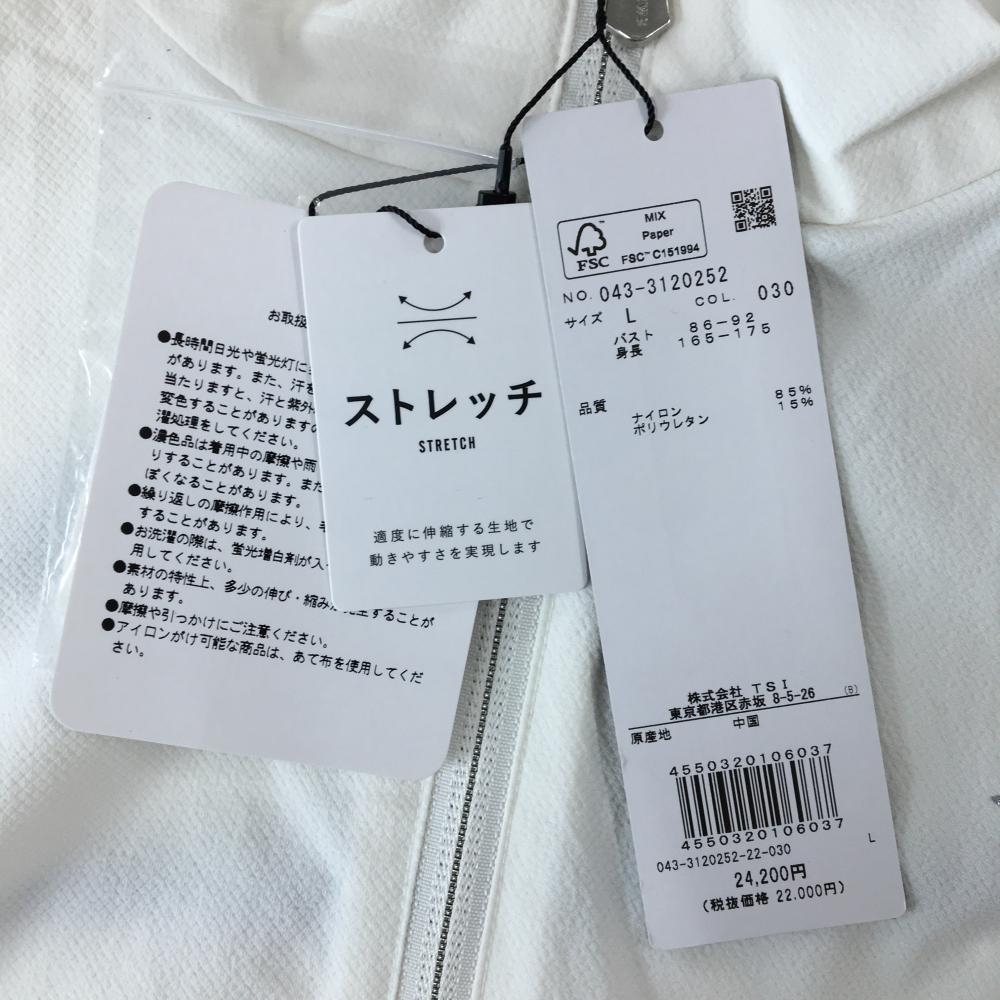 お取扱
●長時間日光や蛍光灯に
があります。また、汗を
当たりますと、汗と紫外
変色することがありますの
濯処理をしてください。
●濃色品は着用中の摩擦や雨
りすることがあります。また
ぽくなることがあります。
●繰り返しの摩擦作用により、毛
することがあります。
●お洗濯の際は、蛍光増白剤が入
用してください。
●素材の特性上、多少の伸び・縮みが発生することが
あります。
●摩擦や引っかけにご注意ください。
●アイロンがけ可能な商品は、あて布を使用してくだ
さい。
ストレッチ
STRETCH
適度に伸縮する生地で
動きやすさを実現します
FSC
MIX
Paper
FSC™ C151994
NO. 043-3120252
COL. 030
サイズ L
バスト 86-92
身長 165-175
品質
ナイロン 85%
ポリウレタン 15%
株式会社 TSI
東京都港区赤坂 8-5-26 (B)
原産地 中国
4550320106037
4550320106037
043-3120252-22-030 L
24,200円
(税抜価格 22,000円)